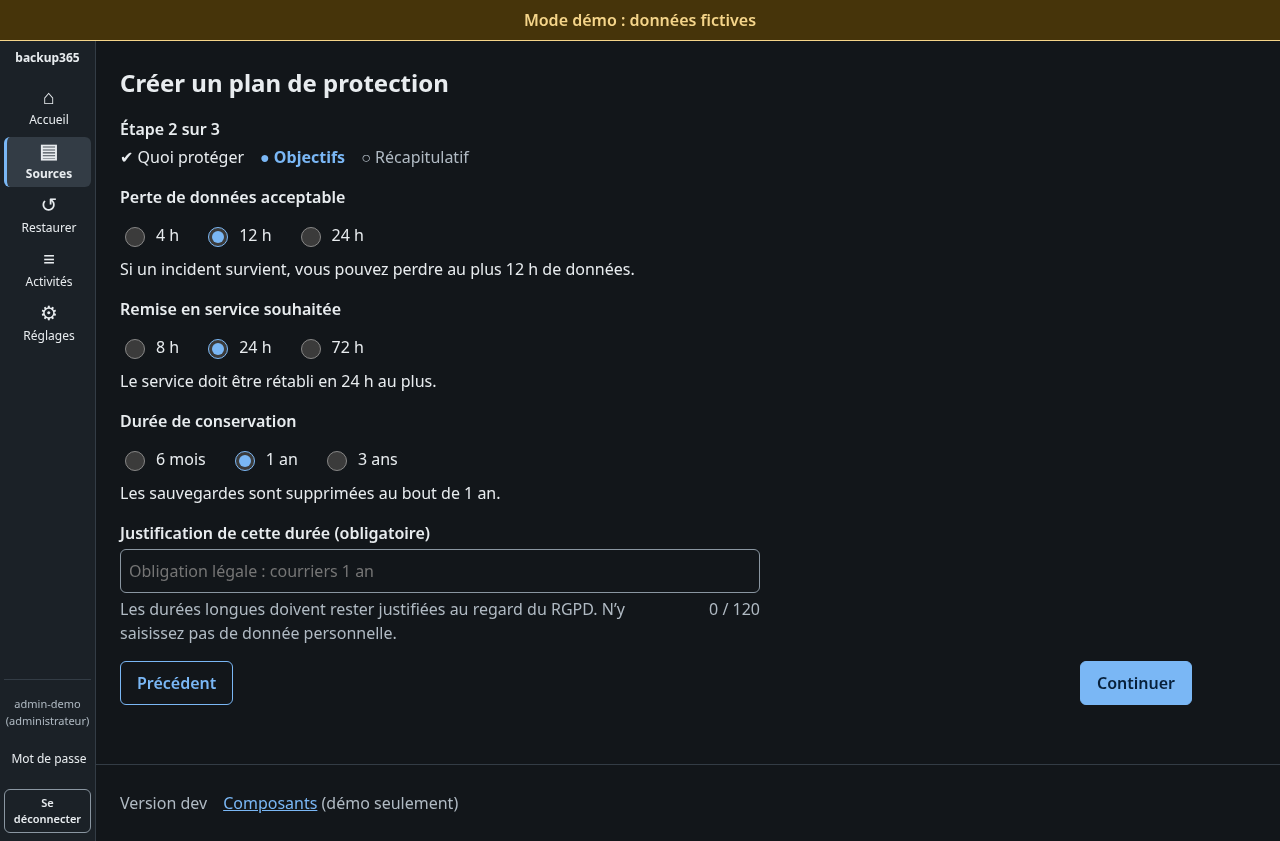 Mode démo : données fictives
backup365
Accueil
Sources
Restaurer
Activités
Réglages
admin-demo
(administrateur)
Mot de passe
Se
déconnecter
Créer un plan de protection
Étape 2 sur 3
✔ Quoi protéger ● Objectifs ○ Récapitulatif
Perte de données acceptable
4 h 12 h 24 h
Si un incident survient, vous pouvez perdre au plus 12 h de données.
Remise en service souhaitée
8 h 24 h 72 h
Le service doit être rétabli en 24 h au plus.
Durée de conservation
6 mois 1 an 3 ans
Les sauvegardes sont supprimées au bout de 1 an.
Justification de cette durée (obligatoire)
Obligation légale : courriers 1 an
Les durées longues doivent rester justifiées au regard du RGPD. N’y 0 / 120
saisissez pas de donnée personnelle.
Précédent Continuer
Version dev Composants (démo seulement)